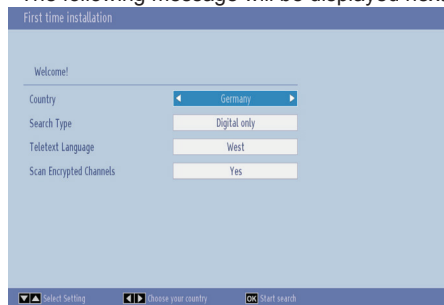 The following message will be displayed next.
First time installation
Welcome!
Country Germany
Search Type Digital only
Teletext Language West
Scan Encrypted Channels Yes
Select Setting Choose your country OK Start search